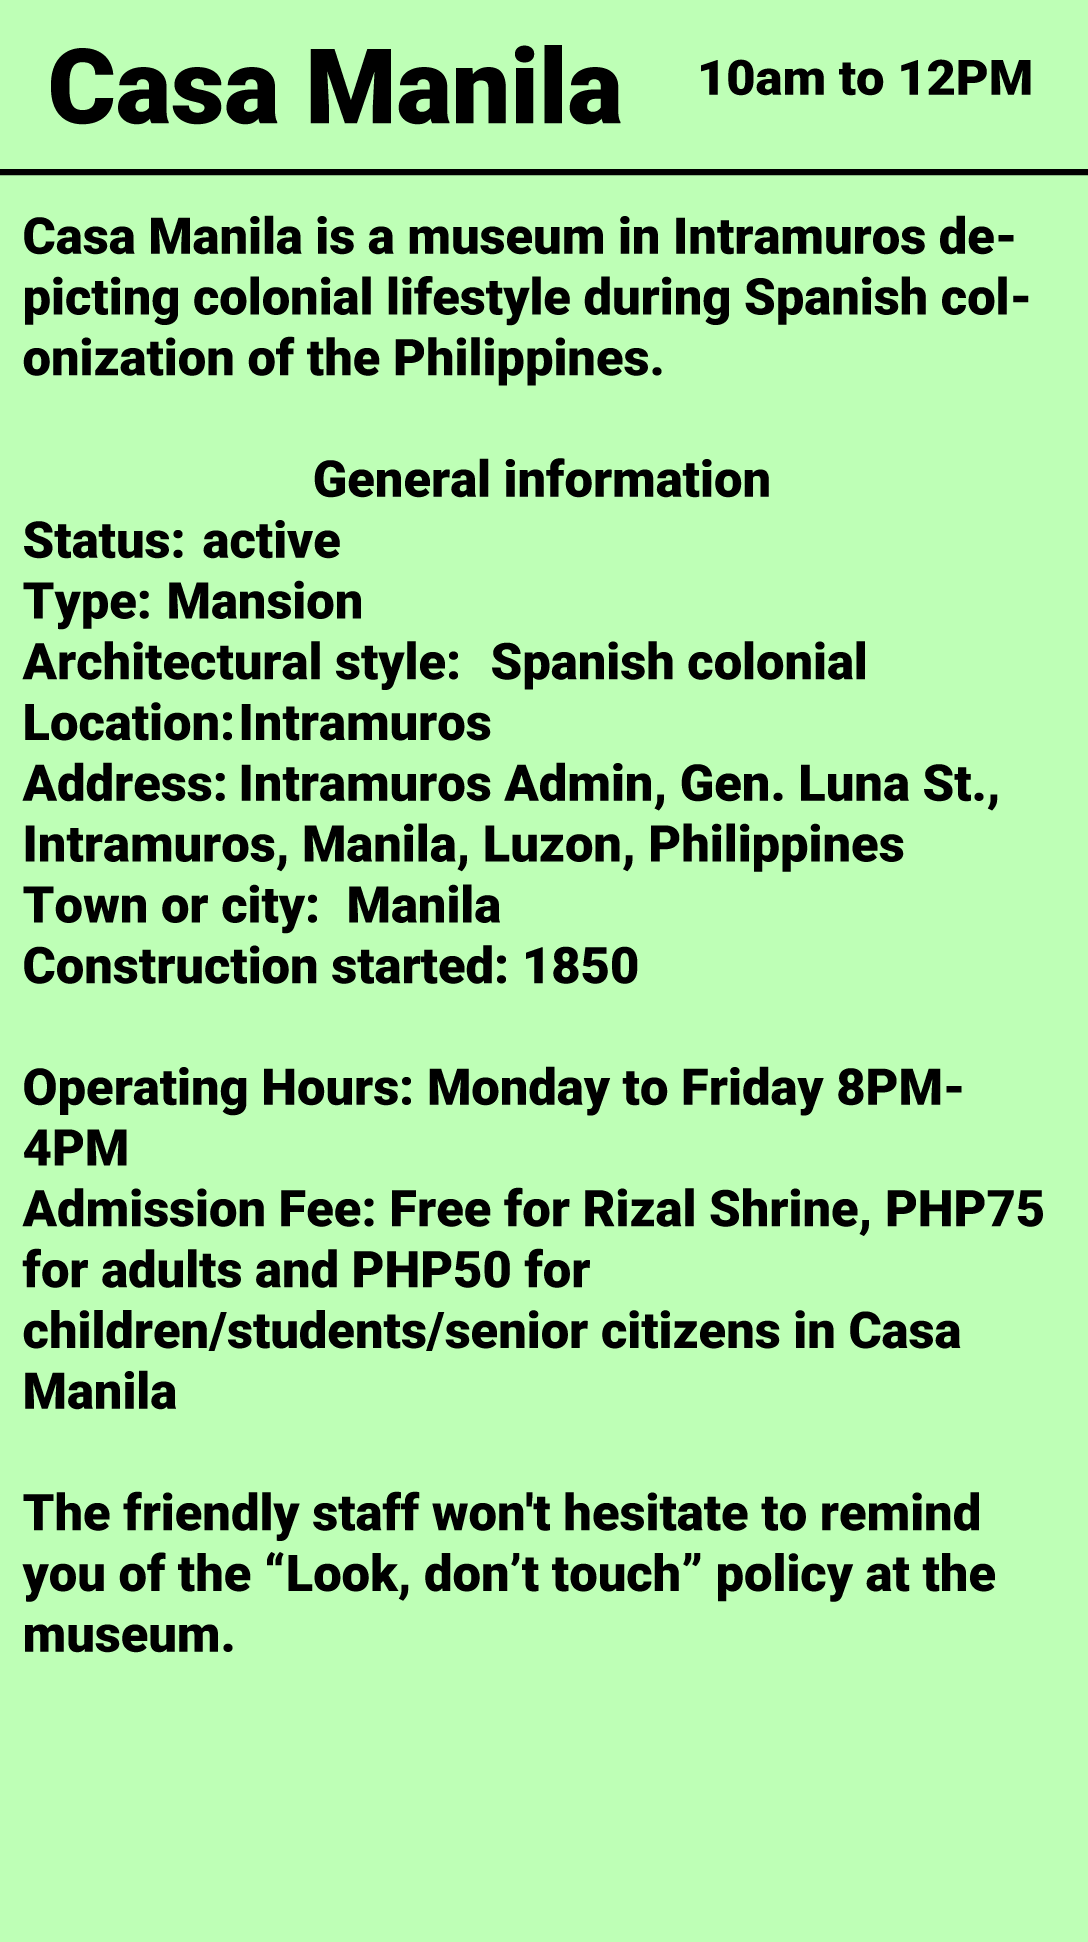 Casa Manila
10am to 12PM
Casa Manila is a museum in Intramuros de-
picting colonial lifestyle during Spanish col-
onization of the Philippines.
General information
Status: active
Type: Mansion
Architectural style: Spanish colonial
Location: Intramuros
Address: Intramuros Admin, Gen. Luna St.,
Intramuros, Manila, Luzon, Philippines
Town or city: Manila
Construction started: 1850
Operating Hours: Monday to Friday 8PM-
4PM
Admission Fee: Free for Rizal Shrine, PHP75
for adults and PHP50 for
children/students/senior citizens in Casa
Manila
The friendly staff won't hesitate to remind
you of the “Look, don’t touch” policy at the
museum.